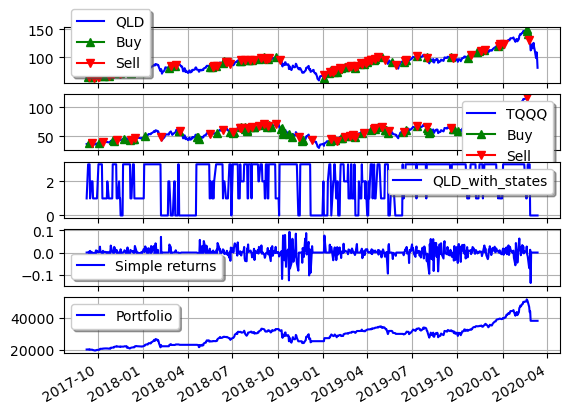 150
100
QLD
Buy
Sell
100
50
TQQQ
Buy
Sell
2
0
QLD_with_states
0.1
0.0
−0.1
Simple returns
40000
20000
Portfolio
2017-10
2018-01
2018-04
2018-07
2018-10
2019-01
2019-04
2019-07
2019-10
2020-01
2020-04